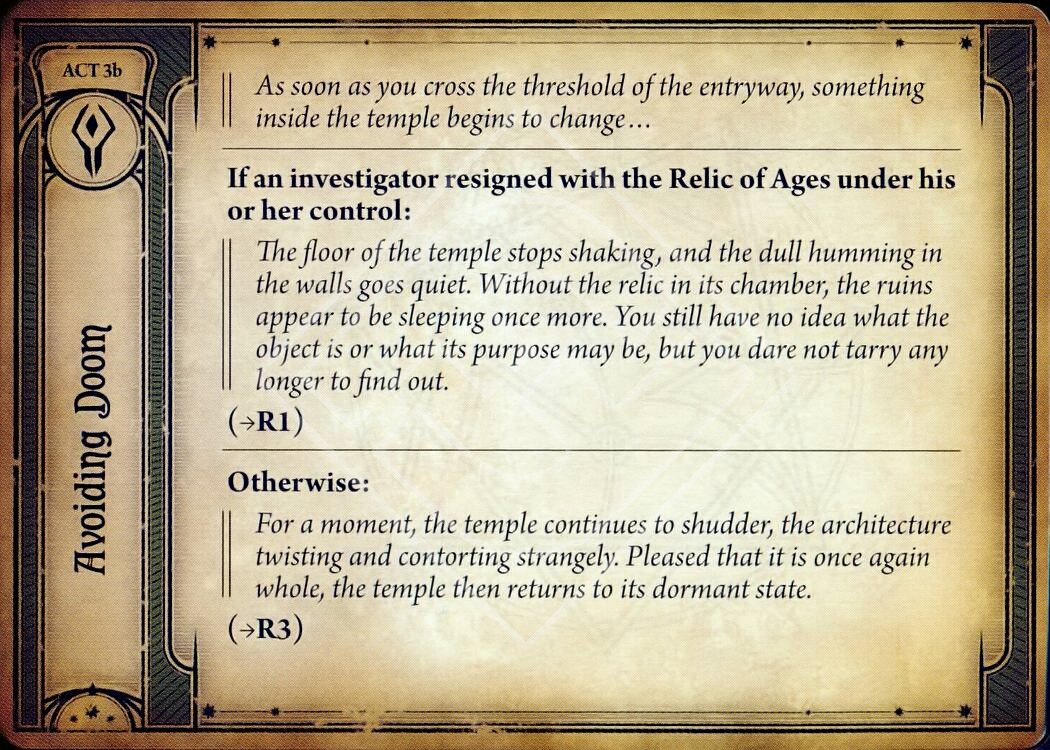 ACT 3b
Avoiding Doom
As soon as you cross the threshold of the entryway, something
inside the temple begins to change…
If an investigator resigned with the Relic of Ages under his
or her control:
The floor of the temple stops shaking, and the dull humming in
the walls goes quiet. Without the relic in its chamber, the ruins
appear to be sleeping once more. You still have no idea what the
object is or what its purpose may be, but you dare not tarry any
longer to find out.
(→R1)
Otherwise:
For a moment, the temple continues to shudder, the architecture
twisting and contorting strangely. Pleased that it is once again
whole, the temple then returns to its dormant state.
(→R3)